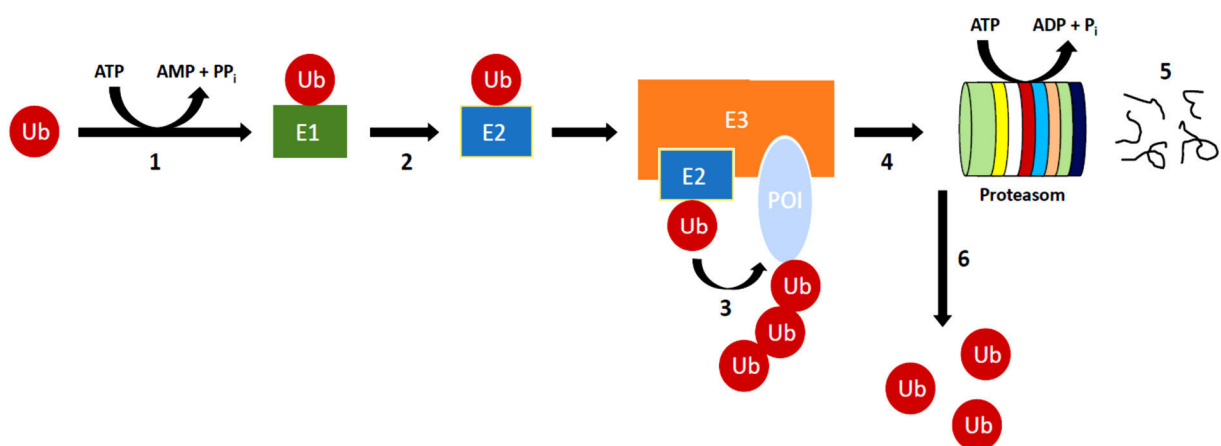 ATP
AMP + PPi
Ub
1
Ub
E1
2
Ub
E2
E3
E2
POI
Ub
3
Ub
Ub
Ub
4
ATP
ADP + Pi
Proteasom
5
6
Ub
Ub
Ub